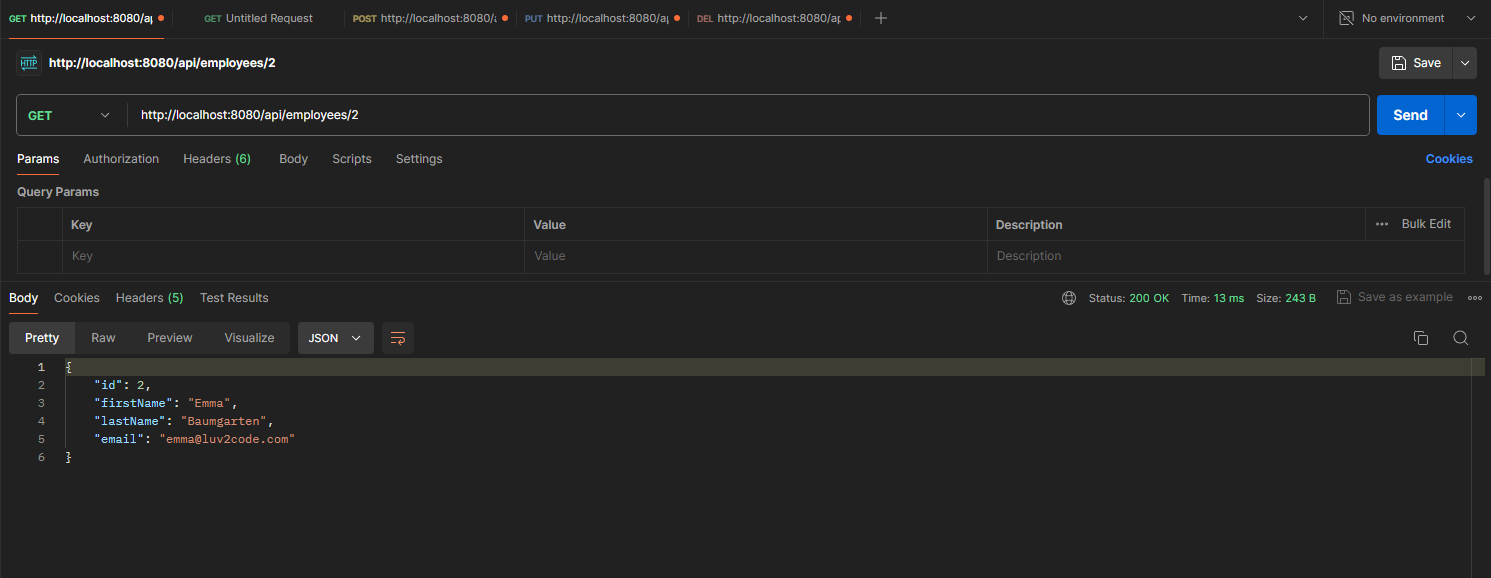 GET http://localhost:8080/a GET Untitled Request POST http://localhost:8080/ PUT http://localhost:8080/a DEL http://localhost:8080/a No environment
HTTP http://localhost:8080/api/employees/2 Save
GET http://localhost:8080/api/employees/2 Send
Params Authorization Headers (6) Body Scripts Settings Cookies
Query Params
Key Value Description ••• Bulk Edit
Key Value Description
Body Cookies Headers (5) Test Results Status: 200 OK Time: 13 ms Size: 243 B Save as example
Pretty Raw Preview Visualize JSON
1 {
2 "id": 2,
3 "firstName": "Emma",
4 "lastName": "Baumgarten",
5 "email": "emma@luv2code.com"
6 }